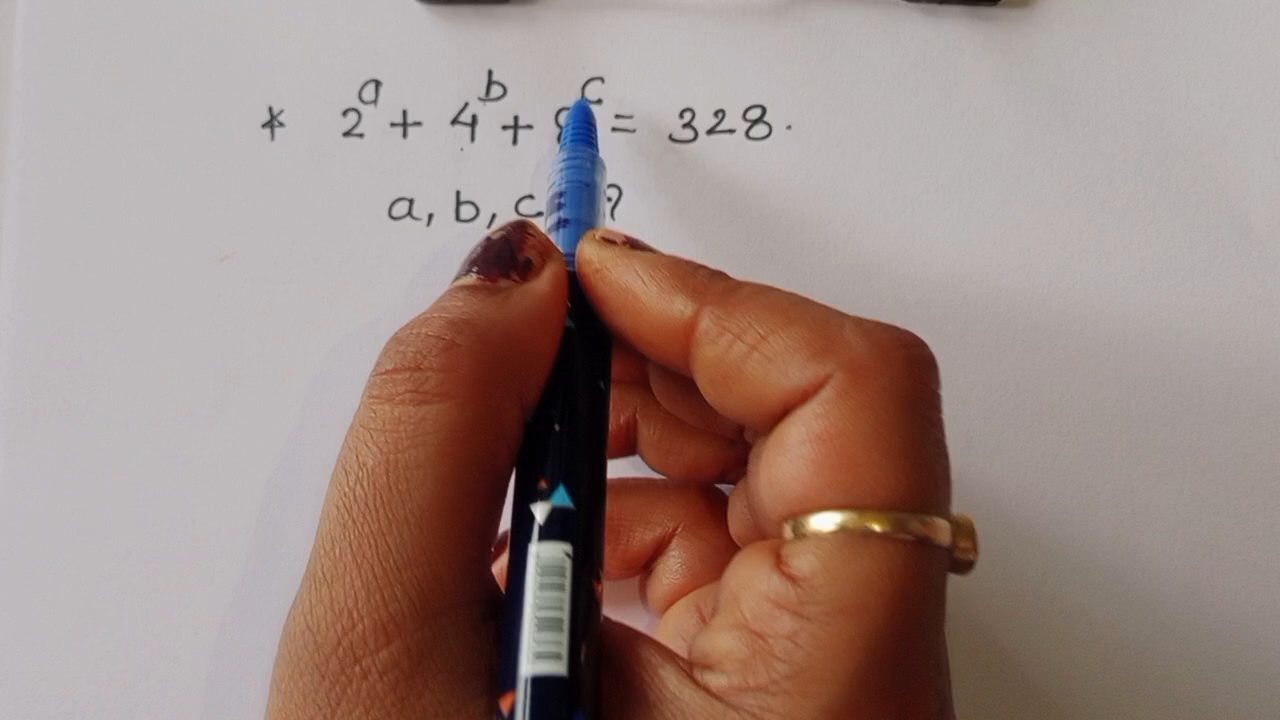 * 2^a + 4^b + 8^c = 328.
a, b, c = ?